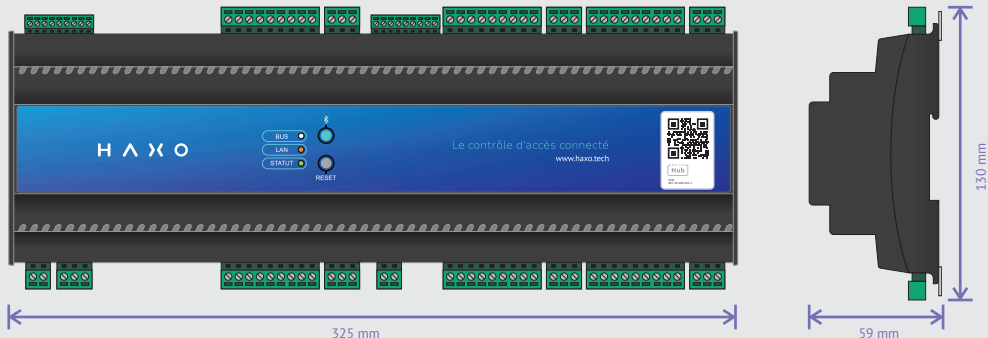 HAXO
BUS
LAN
STATUT
RESET
Le contrôle d'accès connecté
www.haxo.tech
Hub
325 mm
59 mm
130 mm